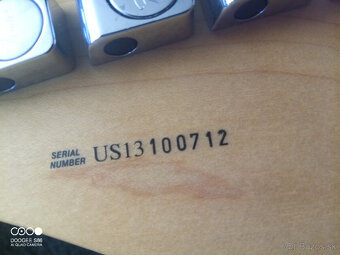 SERIAL
NUMBER US13100712
DOOGEE S96
AI QUAD CAMERA